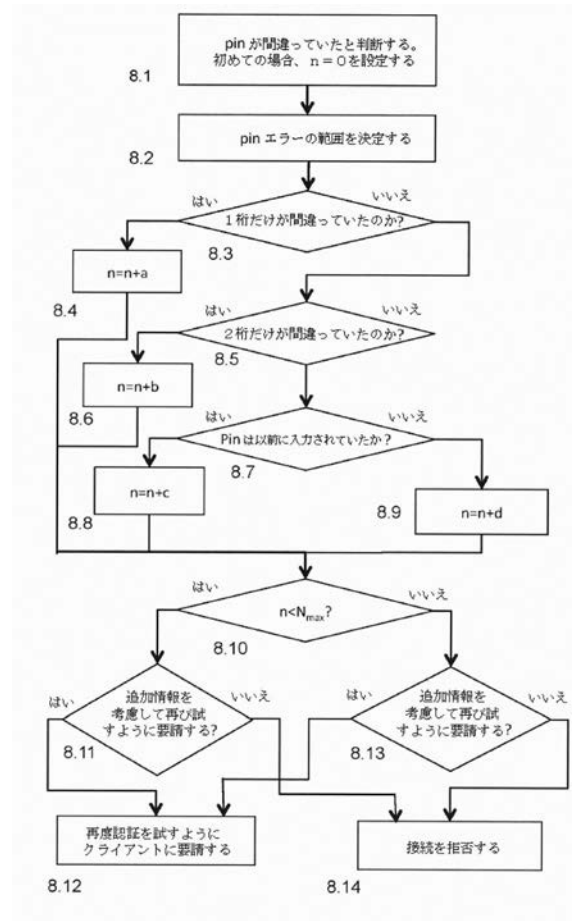 pinが間違っていたと判断する。
初めての場合、n=0を設定する
8.1
pinエラーの範囲を決定する
8.2
はい
いいえ
1桁だけが間違っていたのか?
8.3
n=n+a
8.4
はい
いいえ
2桁だけが間違っていたのか?
8.5
n=n+b
8.6
はい
いいえ
Pinは以前に入力されていたか?
8.7
n=n+c
8.8
8.9
n=n+d
はい
いいえ
n<Nmax?
8.10
はい
追加情報を
考慮して再び試
すように要請する?
いいえ
8.11
はい
追加情報を
考慮して再び試
すように要請する?
いいえ
8.13
再度認証を試すように
クライアントに要請する
8.12
接続を拒否する
8.14